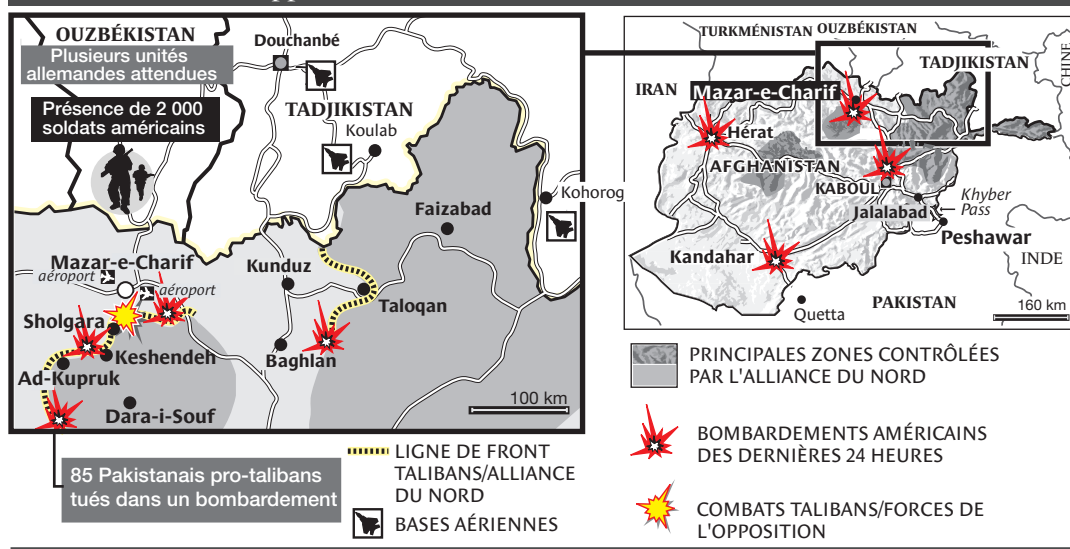 OUZBÉKISTAN
Plusieurs unités
allemandes attendues
Présence de 2 000
soldats américains
Douchanbé
TADJIKISTAN
Koulab
Kohorog
Faizabad
Mazar-e-Charif
aéroport
aéroport
Kunduz
Taloqan
Sholgara
Keshendeh
Baghlan
Ad-Kupruk
Dara-i-Souf
100 km
85 Pakistanais pro-talibans
tués dans un bombardement
LIGNE DE FRONT
TALIBANS/ALLIANCE
DU NORD
BASES AÉRIENNES
TURKMÉNISTAN
OUZBÉKISTAN
TADJIKISTAN
CHINE
IRAN
Mazar-e-Charif
Hérat
AFGHANISTAN
KABOUL
Khyber
Pass
Jalalabad
Peshawar
Kandahar
INDE
PAKISTAN
Quetta
160 km
PRINCIPALES ZONES CONTRÔLÉES
PAR L'ALLIANCE DU NORD
BOMBARDEMENTS AMÉRICAINS
DES DERNIÈRES 24 HEURES
COMBATS TALIBANS/FORCES DE
L'OPPOSITION